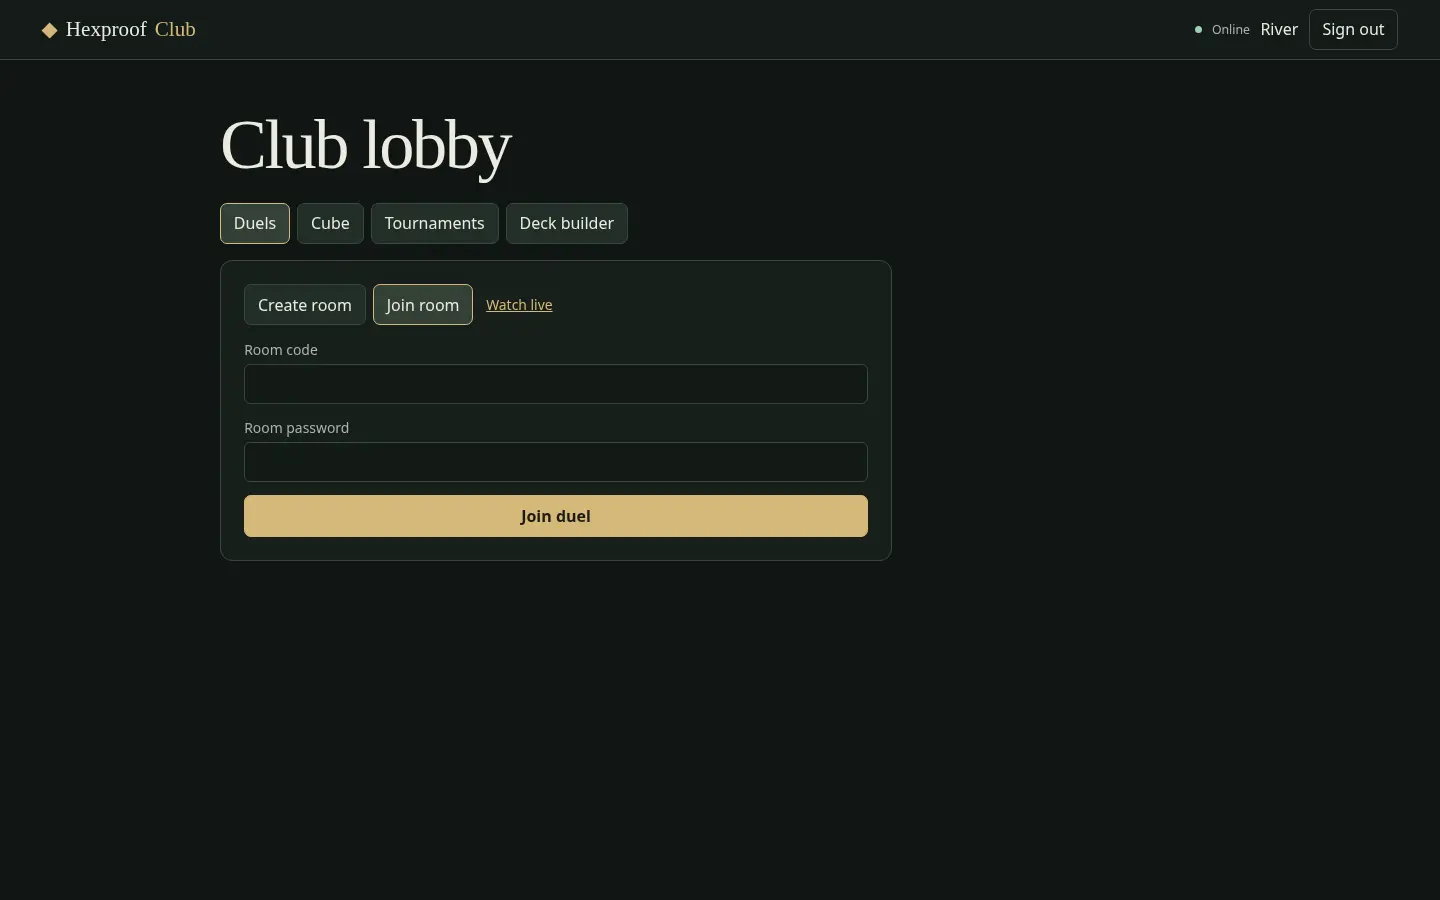 Hexproof Club
Online River Sign out
Club lobby
Duels Cube Tournaments Deck builder
Create room Join room Watch live
Room code
Room password
Join duel